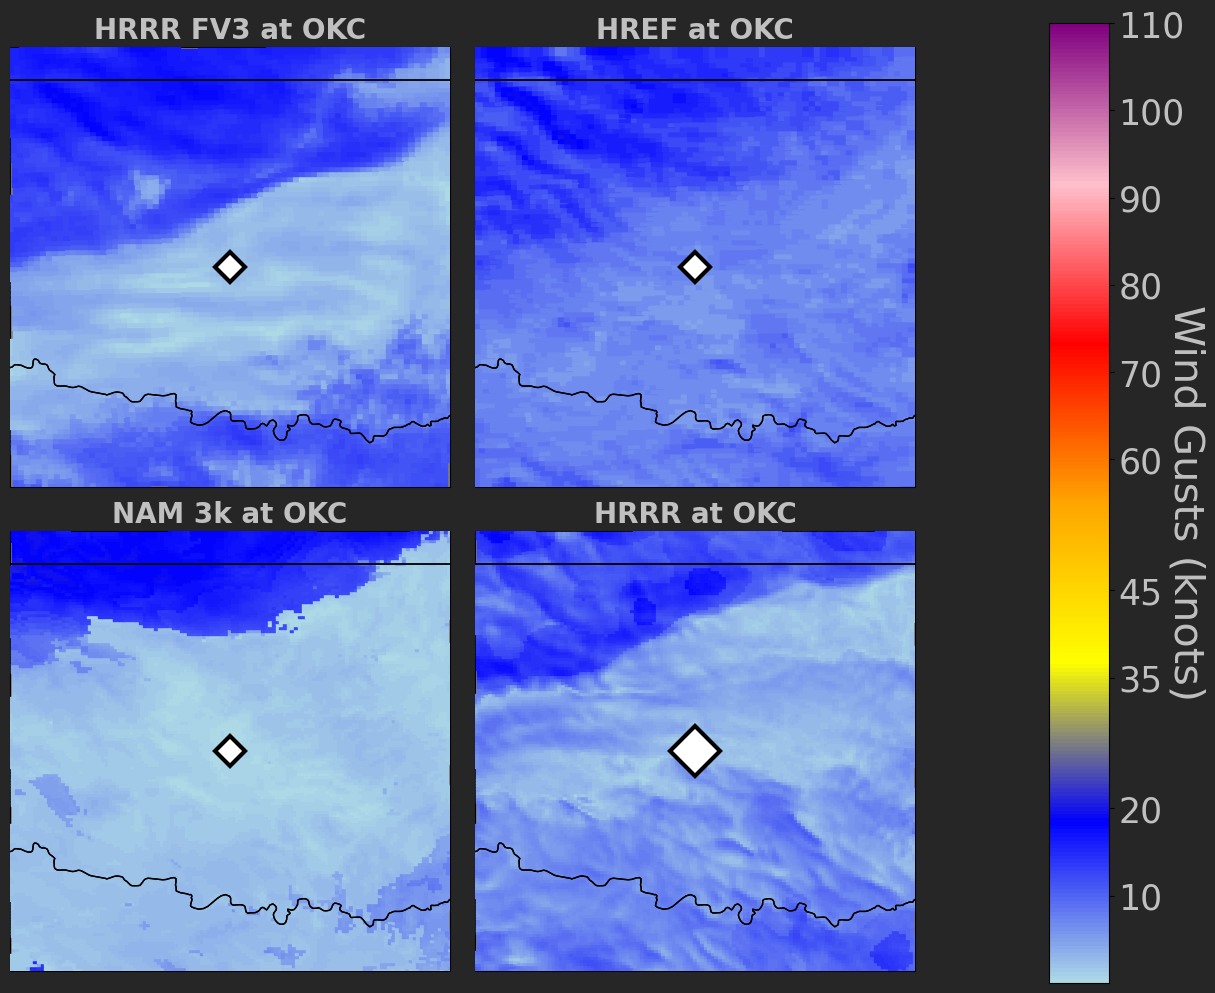 HRRR FV3 at OKC
HREF at OKC
NAM 3k at OKC
HRRR at OKC
110
100
90
80
70
60
45
35
20
10
Wind Gusts (knots)